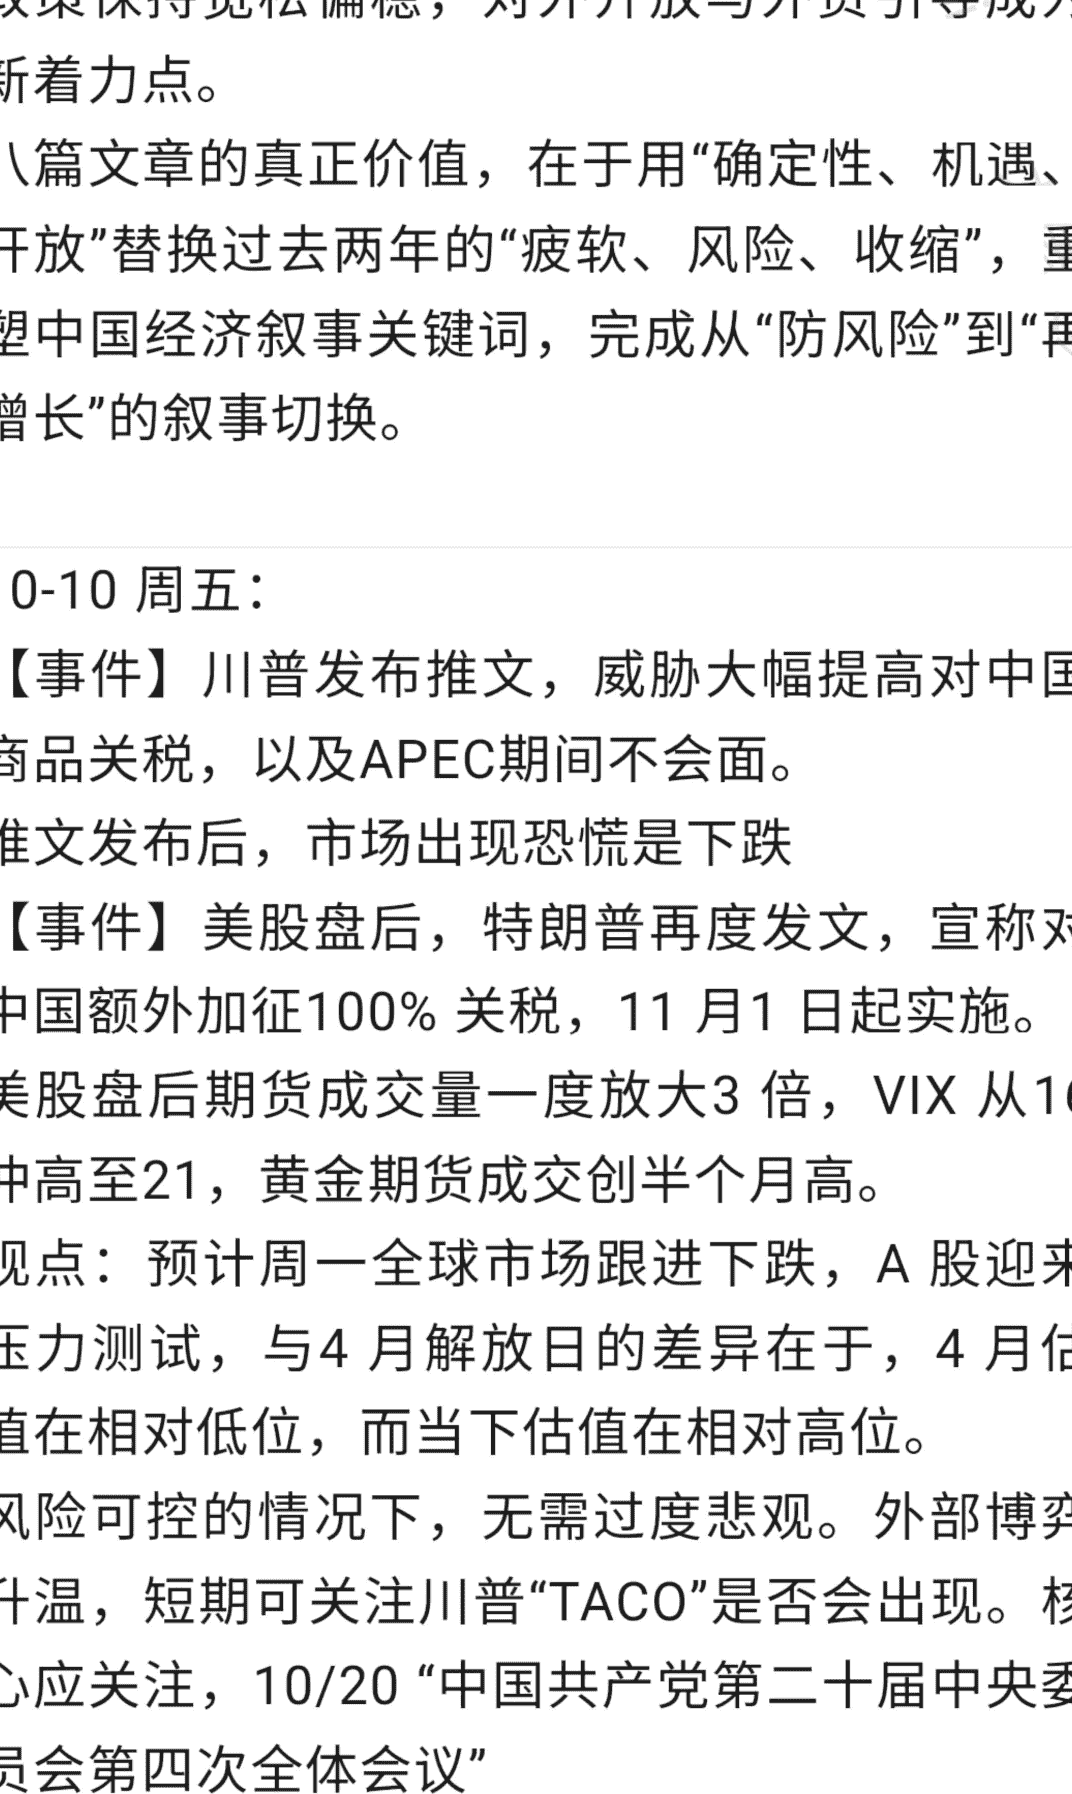 政策保持宽松偏稳，对外开放与外资引导成为
新着力点。
八篇文章的真正价值，在于用“确定性、机遇、
开放”替换过去两年的“疲软、风险、收缩”，重
塑中国经济叙事关键词，完成从“防风险”到“再
增长”的叙事切换。
10-10 周五：
【事件】川普发布推文，威胁大幅提高对中国
商品关税，以及APEC期间不会面。
推文发布后，市场出现恐慌是下跌
【事件】美股盘后，特朗普再度发文，宣称对
中国额外加征100% 关税，11 月1 日起实施。
美股盘后期货成交量一度放大3 倍，VIX 从16
冲高至21，黄金期货成交创半个月高。
观点：预计周一全球市场跟进下跌，A 股迎来
压力测试，与4 月解放日的差异在于，4 月估
值在相对低位，而当下估值在相对高位。
风险可控的情况下，无需过度悲观。外部博弈
升温，短期可关注川普“TACO”是否会出现。核
心应关注，10/20 “中国共产党第二十届中央委
员会第四次全体会议”